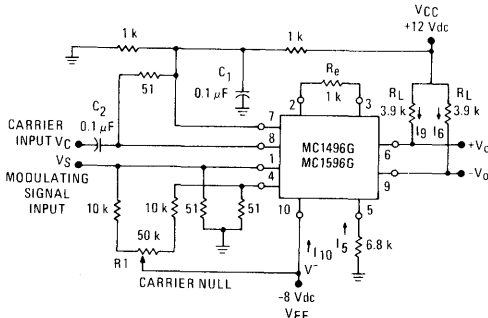 VCC
+12 Vdc
1 k
1 k
Re
1 k
RL
3.9 k
RL
3.9 k
C1
0.1 μF
51
C2
0.1 μF
2
3
I9
I6
CARRIER
INPUT
VC
7
8
MC1496G
MC1596G
6
+Vo
VS
MODULATING
SIGNAL
INPUT
1
4
9
-Vo
10 k
10 k
51
51
10
5
50 k
R1
I10
I5
6.8 k
V-
CARRIER NULL
-8 Vdc
VEE